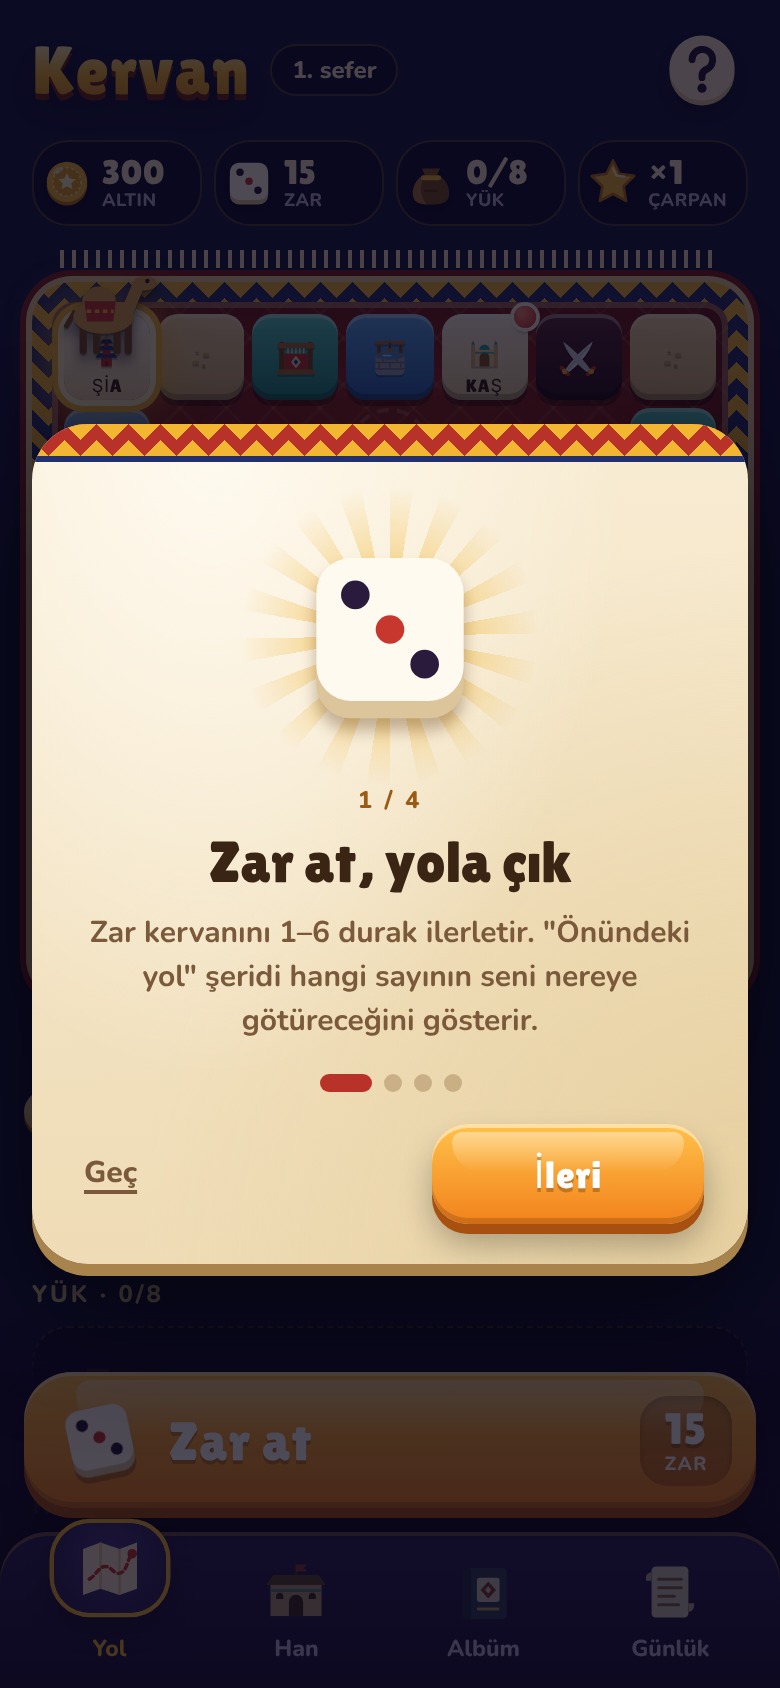 Kervan
1. sefer
?
300
ALTIN
15
ZAR
0/8
YÜK
×1
ÇARPAN
ŞİA
KAŞ
1 / 4
Zar at, yola çık
Zar kervanını 1–6 durak ilerletir. "Önündeki
yol" şeridi hangi sayının seni nereye
götüreceğini gösterir.
Geç
İleri
YÜK · 0/8
Zar at
15
ZAR
Yol
Han
Albüm
Günlük